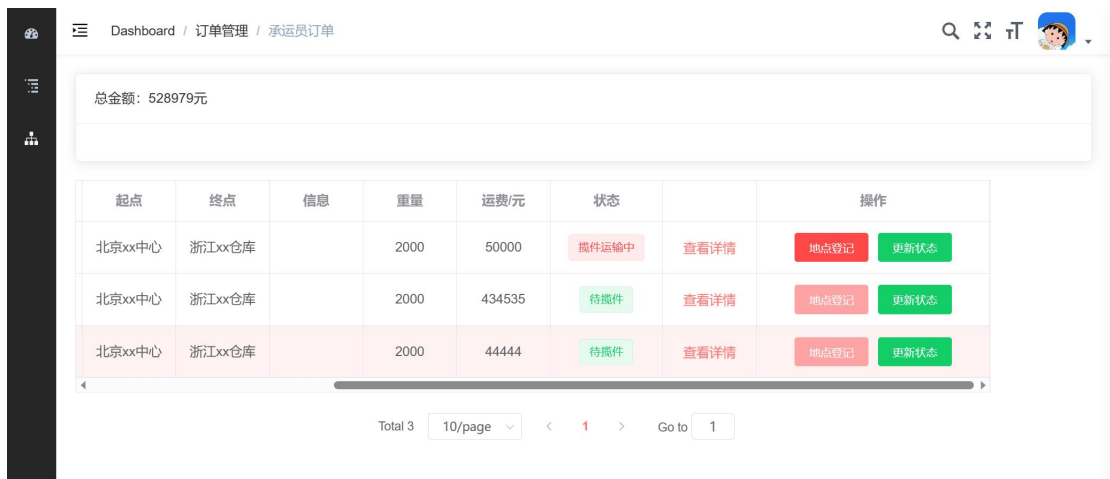 Dashboard / 订单管理 / 承运员订单
总金额：528979元
起点 终点 信息 重量 运费/元 状态 操作
北京xx中心 浙江xx仓库 2000 50000 揽件运输中 查看详情 地点登记 更新状态
北京xx中心 浙江xx仓库 2000 434535 待揽件 查看详情 地点登记 更新状态
北京xx中心 浙江xx仓库 2000 44444 待揽件 查看详情 地点登记 更新状态
Total 3 10/page < 1 > Go to 1